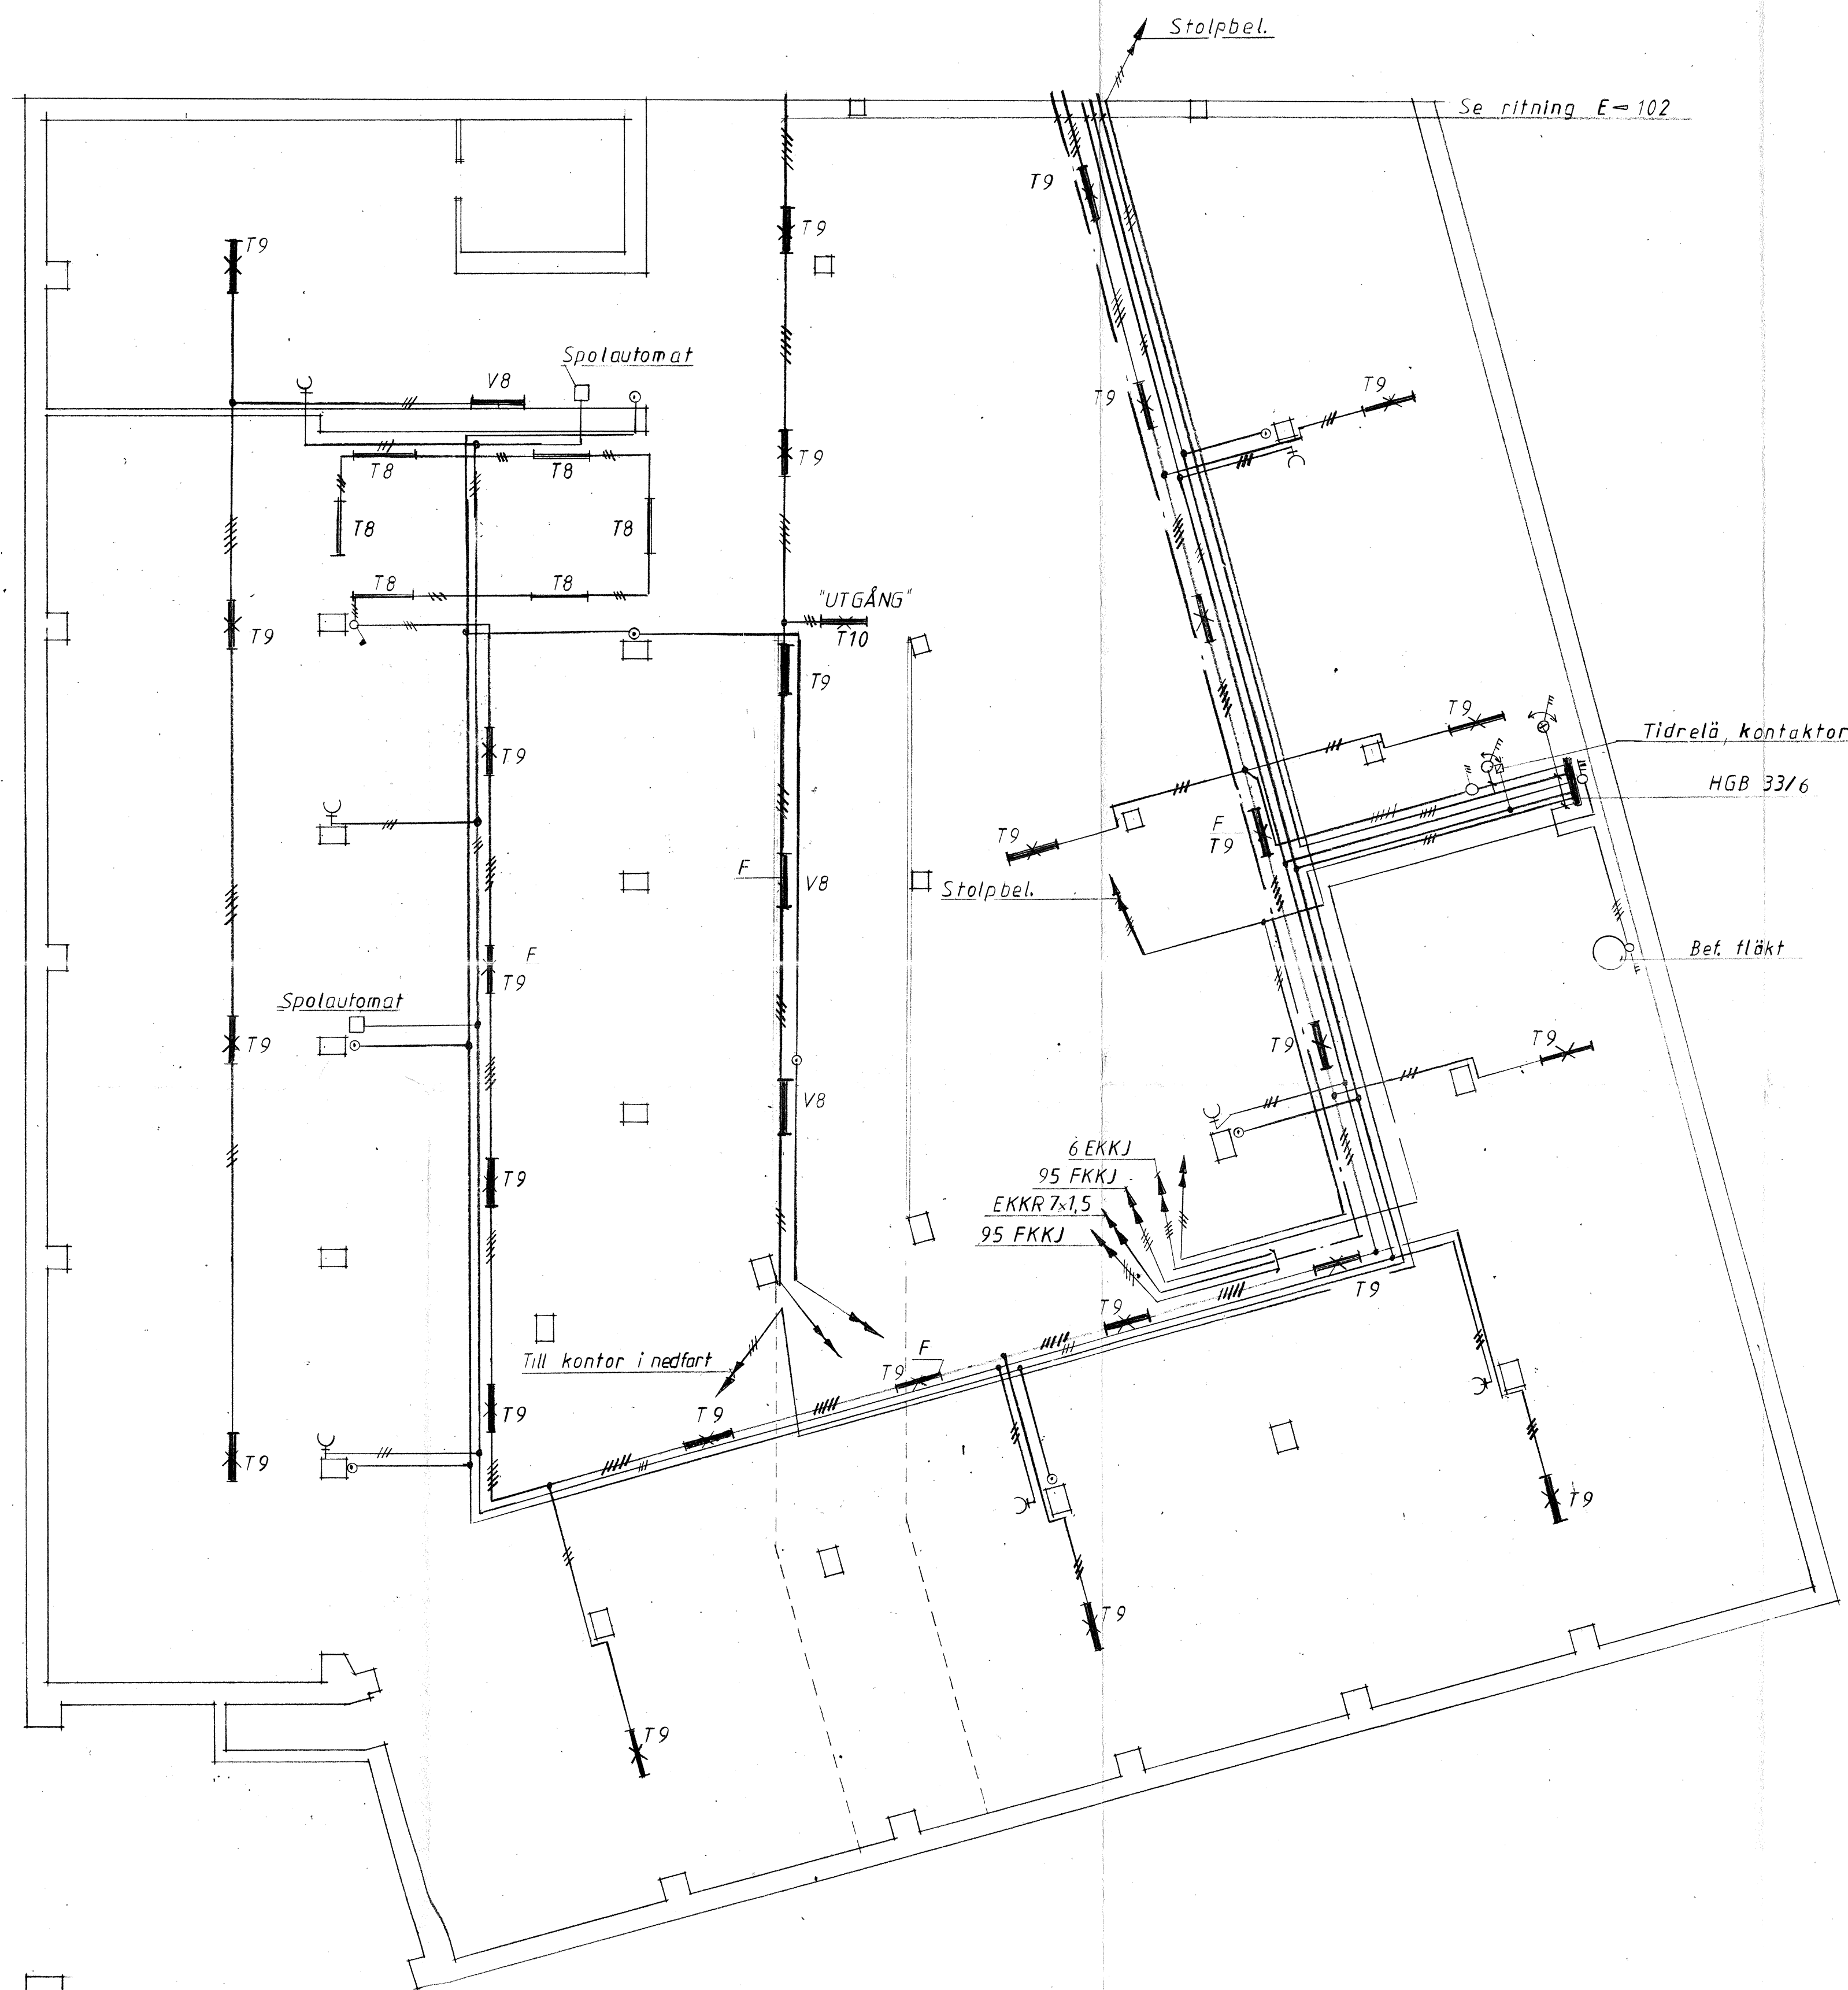 Stolpbel.
Se ritning E-102
T9
T9
T9
T9
Spolautomat
V8
T9
T9
T9
T8
T8
T8
T8
T8
T8
"UTGÅNG"
T10
T9
T9
T9
T9
Tidrelä, kontaktor
HGB 33/6
F
T9
T9
F
V8
Stolpbel.
F
T9
Bef. fläkt
Spolautomat
T9
T9
T9
V8
6 EKKJ
95 FKKJ
EKKR 7x1,5
95 FKKJ
T9
T9
T9
F
Till kontor i nedfart
T9
T9
T9
T9
T9
T9
T9